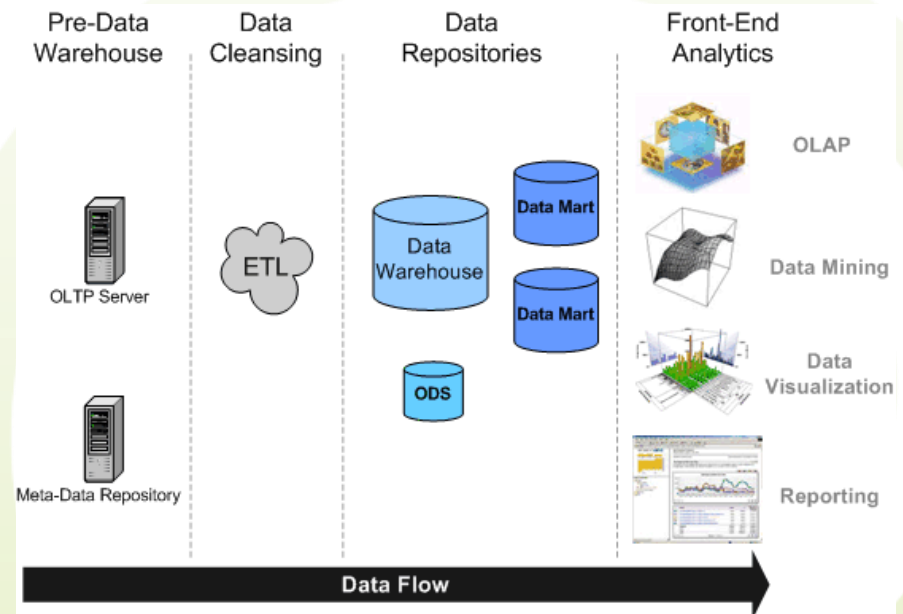 Pre-Data
Warehouse
Data
Cleansing
Data
Repositories
Front-End
Analytics
OLTP Server
Meta-Data Repository
ETL
Data
Warehouse
Data Mart
Data Mart
ODS
OLAP
Data Mining
Data
Visualization
Reporting
Data Flow